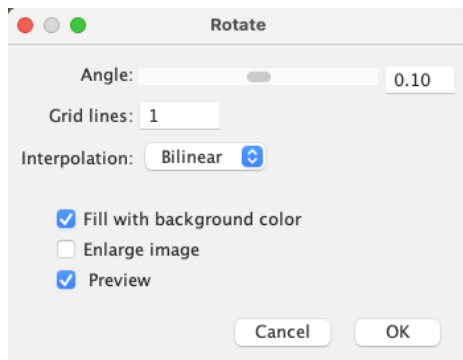 Rotate
Angle: 0.10
Grid lines: 1
Interpolation: Bilinear
Fill with background color
Enlarge image
Preview
Cancel OK